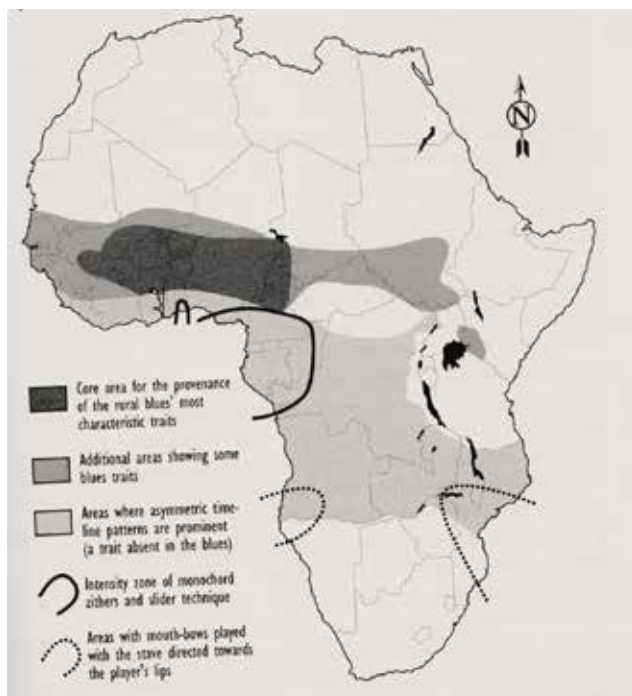 N
Core area for the provenance
of the rural blues' most
characteristic traits
Additional areas showing some
blues traits
Areas where asymmetric time-
line patterns are prominent
(a trait absent in the blues)
Intensity zone of monochord
zithers and slider technique
Areas with mouth-bows played
with the stave directed towards
the player's lips